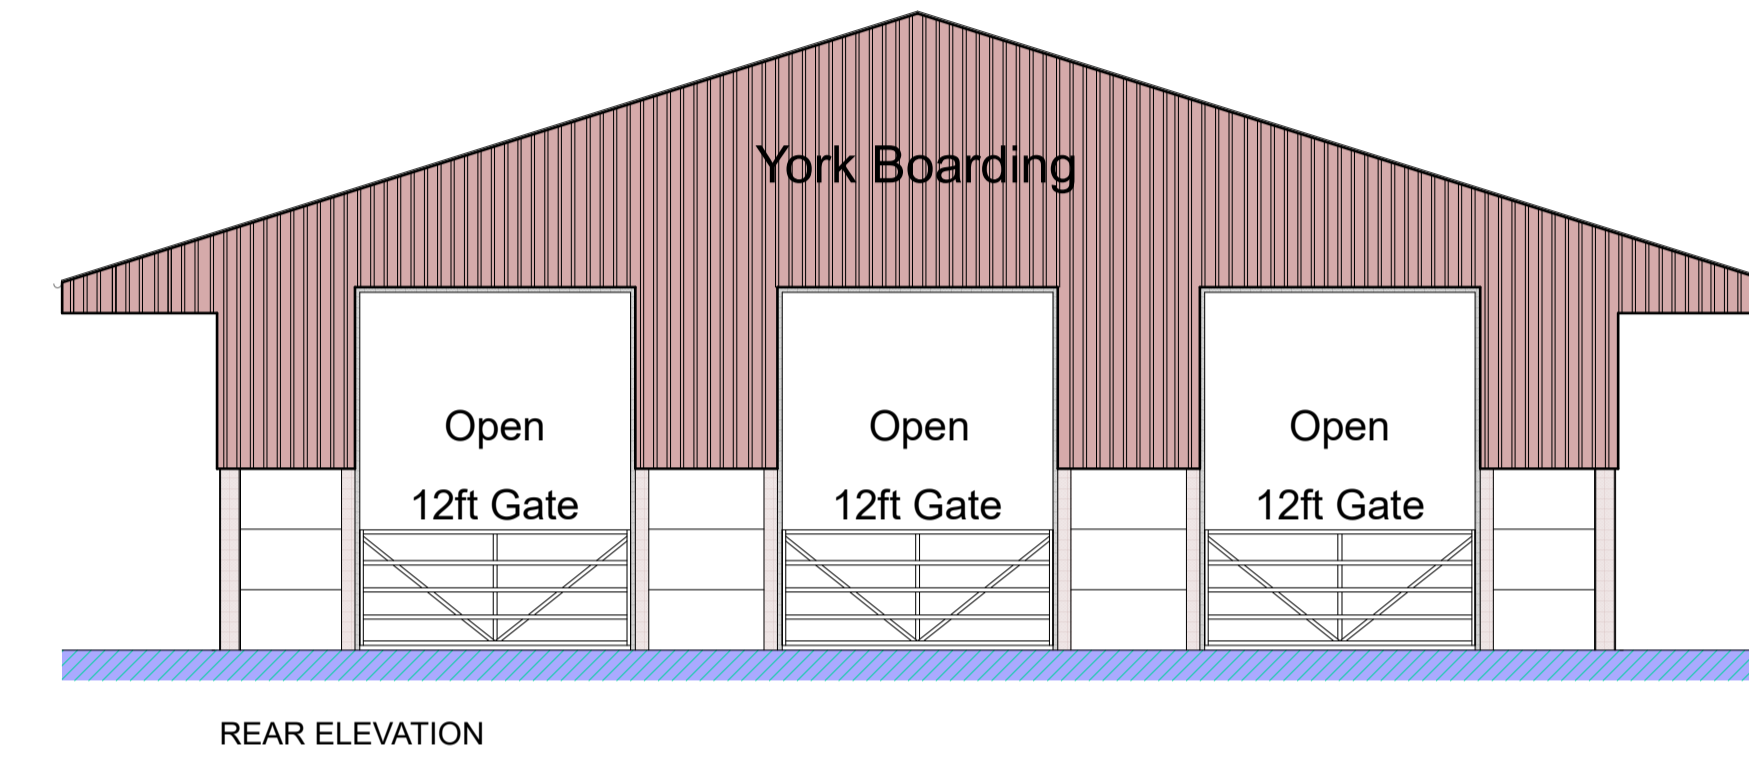 York Boarding
Open
Open
Open
12ft Gate
12ft Gate
12ft Gate
REAR ELEVATION